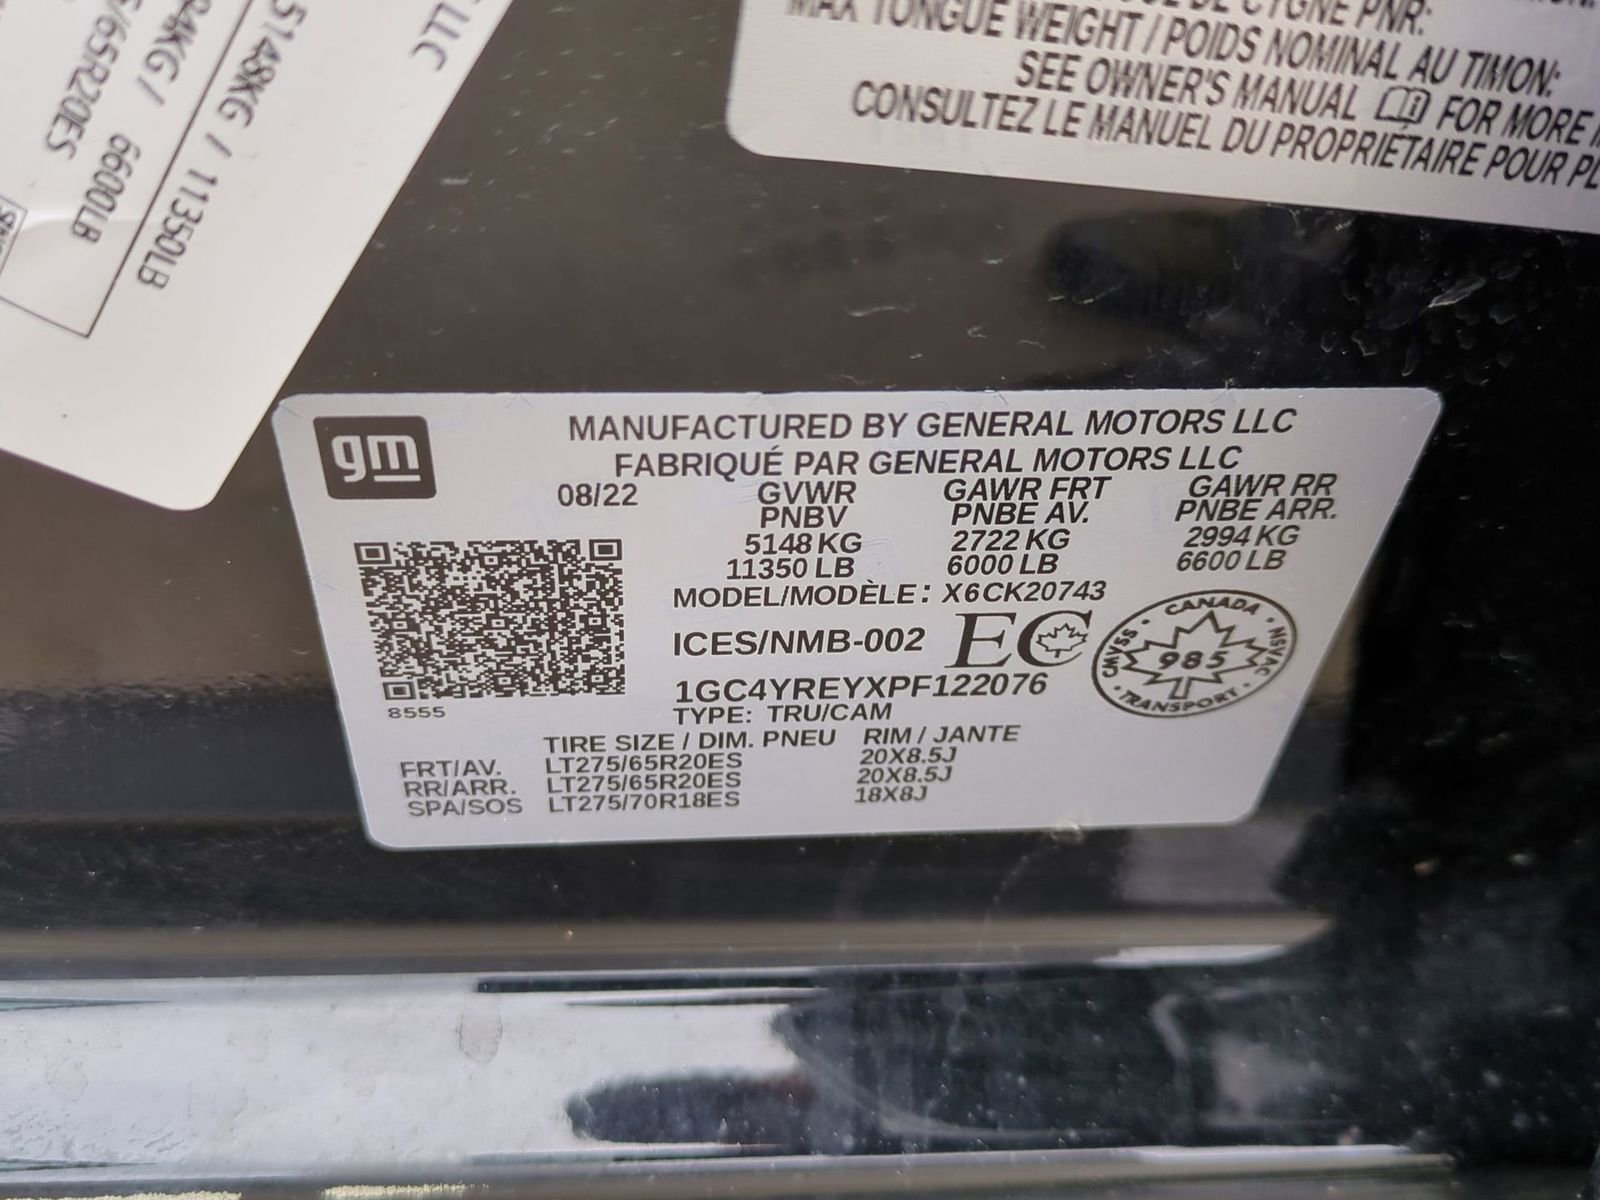 LLC
5148KG / 11350LB
94KG / 6600LB
/65R20ES
CYGNE PNR:
MAX TONGUE WEIGHT / POIDS NOMINAL AU TIMON:
SEE OWNER'S MANUAL FOR MORE
CONSULTEZ LE MANUEL DU PROPRIÉTAIRE POUR
gm
MANUFACTURED BY GENERAL MOTORS LLC
FABRIQUÉ PAR GENERAL MOTORS LLC
08/22 GVWR GAWR FRT GAWR RR
PNBV PNBE AV. PNBE ARR.
5148 KG 2722 KG 2994 KG
11350 LB 6000 LB 6600 LB
MODEL/MODÈLE: X6CK20743
ICES/NMB-002 EC
CANADA
CMVSS 985 NSVAC
TRANSPORT
1GC4YREYXPF122076
8555
TYPE: TRU/CAM
TIRE SIZE / DIM. PNEU RIM / JANTE
FRT/AV. LT275/65R20ES 20X8.5J
RR/ARR. LT275/65R20ES 20X8.5J
SPA/SOS LT275/70R18ES 18X8J